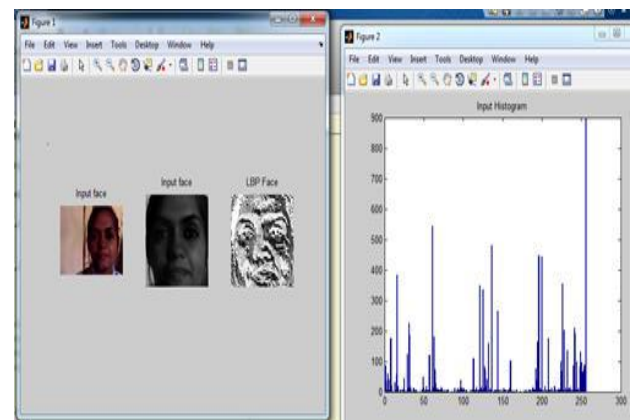 Figure 1
File Edit View Insert Tools Desktop Window Help
Input face
Input face
LBP Face
Figure 2
File Edit View Insert Tools Desktop Window Help
Input Histogram
900
800
700
600
500
400
300
200
100
0
0 50 100 150 200 250 300